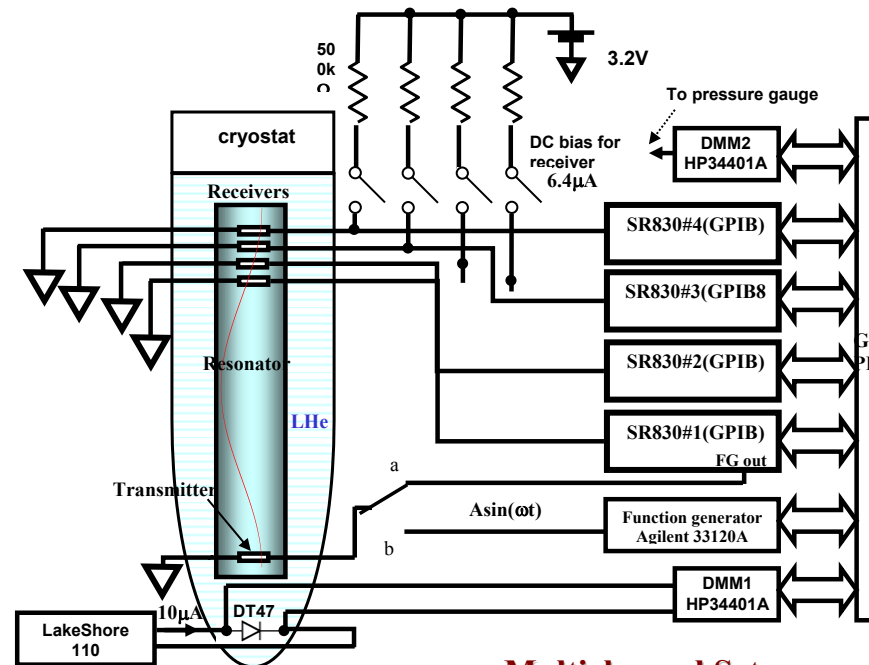 50
0k
Ω
3.2V
To pressure gauge
cryostat
DC bias for
receiver
6.4µA
DMM2
HP34401A
Receivers
SR830#4(GPIB)
SR830#3(GPIB8
G
PI
Resonator
SR830#2(GPIB)
LHe
SR830#1(GPIB)
FG out
a
Transmitter
Asin(ωt)
Function generator
Agilent 33120A
b
10µA
DT47
DMM1
HP34401A
LakeShore
110